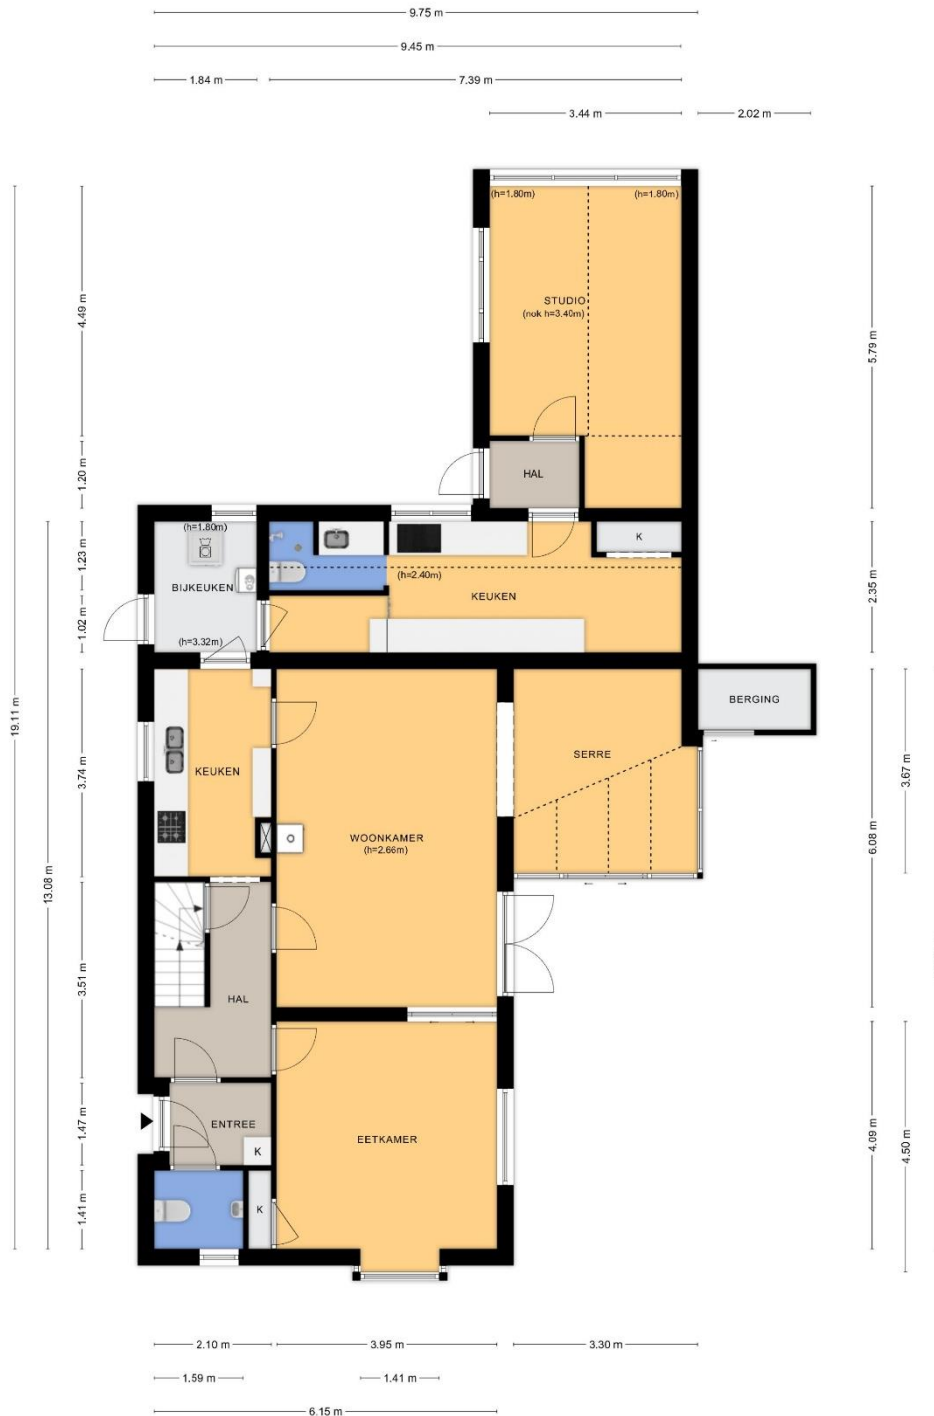 9.75 m
9.45 m
1.84 m
7.39 m
3.44 m
2.02 m
(h=1.80m)
(h=1.80m)
4.49 m
STUDIO
(nok h=3.40m)
5.79 m
1.20 m
HAL
(h=1.80m)
K
1.23 m
(h=2.40m)
BIJKEUKEN
KEUKEN
2.35 m
1.02 m
(h=3.32m)
19.11 m
BERGING
SERRE
3.74 m
KEUKEN
3.67 m
WOONKAMER
(h=2.66m)
6.08 m
13.08 m
3.51 m
HAL
1.47 m
ENTREE
EETKAMER
4.09 m
4.50 m
K
1.41 m
K
2.10 m
3.95 m
3.30 m
1.59 m
1.41 m
6.15 m